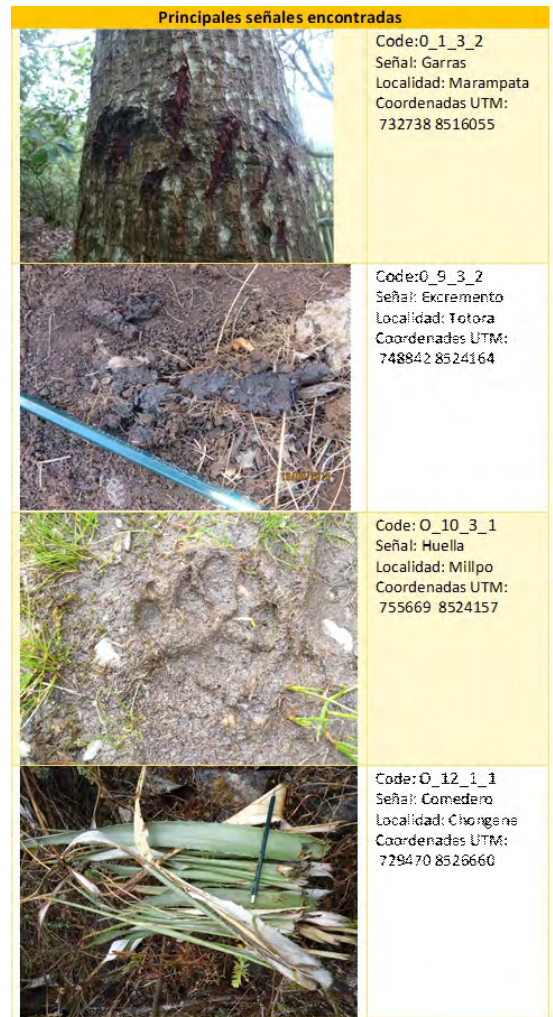 Principales señales encontradas
Code:0_1_3_2
Señal: Garras
Localidad: Marampata
Coordenadas UTM:
732738 8516055
Code:0_9_3_2
Señal: Excremento
Localidad: Totora
Coordenadas UTM:
748842 8524164
Code: O_10_3_1
Señal: Huella
Localidad: Millpo
Coordenadas UTM:
755669 8524157
Code: O_12_1_1
Señal: Comedero
Localidad: Chongene
Coordenadas UTM:
729470 8526660